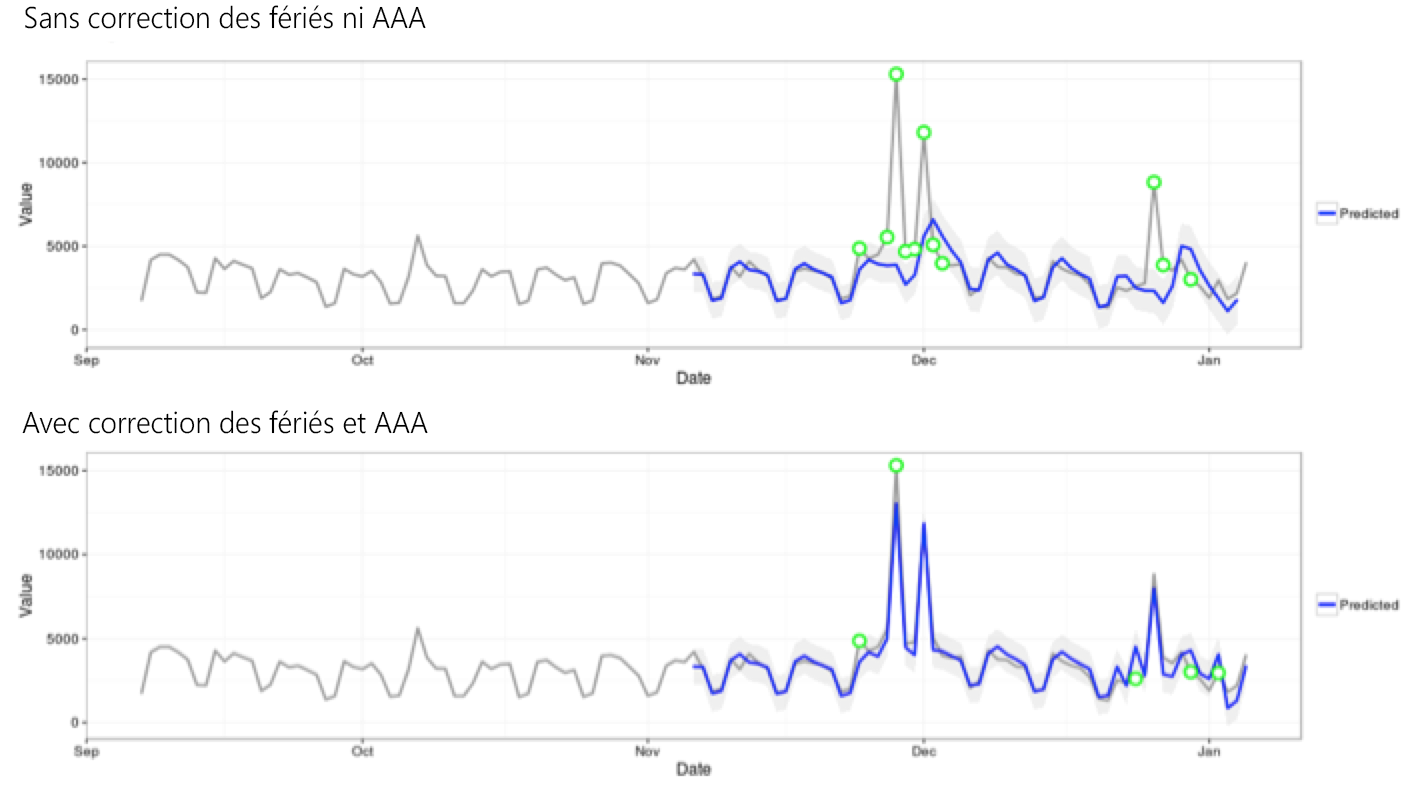 Sans correction des fériés ni AAA
15000
10000
5000
0
Value
Sep
Oct
Nov
Dec
Jan
Date
Predicted
Avec correction des fériés et AAA
15000
10000
5000
0
Value
Sep
Oct
Nov
Dec
Jan
Date
Predicted